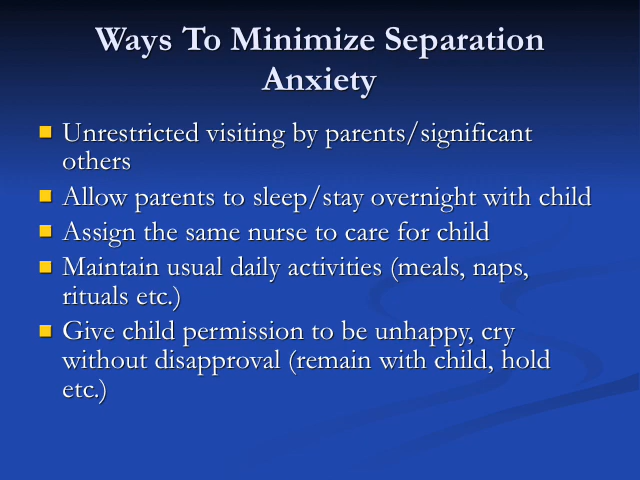 Ways To Minimize Separation
Anxiety
Unrestricted visiting by parents/significant
others
Allow parents to sleep/stay overnight with child
Assign the same nurse to care for child
Maintain usual daily activities (meals, naps,
rituals etc.)
Give child permission to be unhappy, cry
without disapproval (remain with child, hold
etc.)